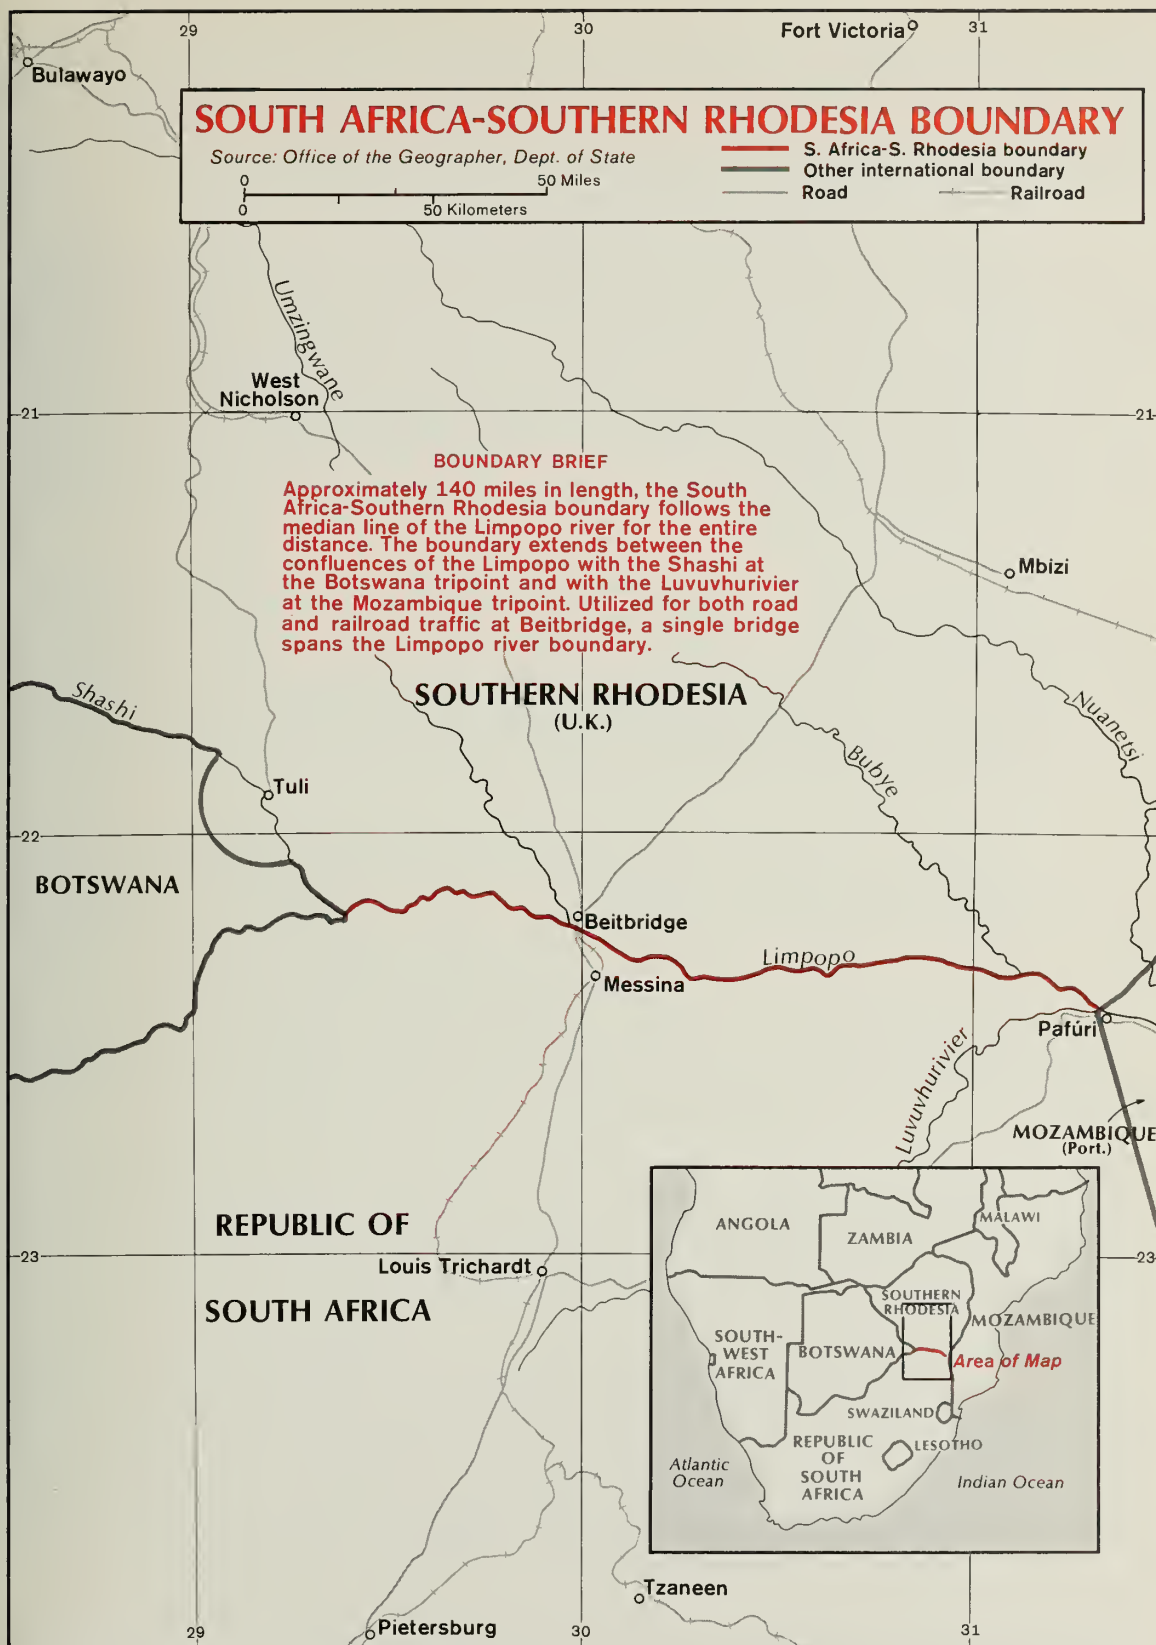 29
30
Fort Victoria
31
Bulawayo
SOUTH AFRICA-SOUTHERN RHODESIA BOUNDARY
Source: Office of the Geographer, Dept. of State
0 50 Miles
0 50 Kilometers
S. Africa-S. Rhodesia boundary
Other international boundary
Road
Railroad
Umzingwane
West
Nicholson
21
21
BOUNDARY BRIEF
Approximately 140 miles in length, the South
Africa-Southern Rhodesia boundary follows the
median line of the Limpopo river for the entire
distance. The boundary extends between the
confluences of the Limpopo with the Shashi at
the Botswana tripoint and with the Luvuvhurivier
at the Mozambique tripoint. Utilized for both road
and railroad traffic at Beitbridge, a single bridge
spans the Limpopo river boundary.
Mbizi
Shashi
SOUTHERN RHODESIA
(U.K.)
Nuanetsi
Bubye
Tuli
22
22
BOTSWANA
Beitbridge
Limpopo
Messina
Pafúri
Luvuvhurivier
MOZAMBIQUE
(Port.)
REPUBLIC OF
SOUTH AFRICA
23
23
Louis Trichardt
ANGOLA
ZAMBIA
MALAWI
SOUTHERN
RHODESIA
MOZAMBIQUE
SOUTH-
WEST
AFRICA
BOTSWANA
Area of Map
SWAZILAND
REPUBLIC
OF
SOUTH
AFRICA
LESOTHO
Atlantic
Ocean
Indian Ocean
Tzaneen
Pietersburg
29
30
31